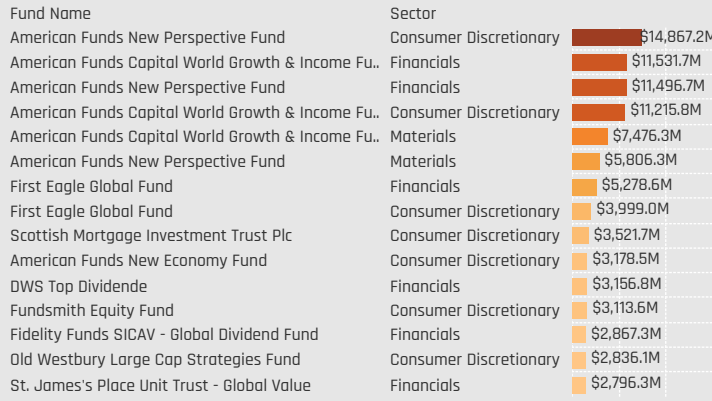 Fund Name Sector
American Funds New Perspective Fund Consumer Discretionary $14,867.2M
American Funds Capital World Growth & Income Fu.. Financials $11,531.7M
American Funds New Perspective Fund Financials $11,496.7M
American Funds Capital World Growth & Income Fu.. Consumer Discretionary $11,215.8M
American Funds Capital World Growth & Income Fu.. Materials $7,476.3M
American Funds New Perspective Fund Materials $5,806.3M
First Eagle Global Fund Financials $5,278.6M
First Eagle Global Fund Consumer Discretionary $3,999.0M
Scottish Mortgage Investment Trust Plc Consumer Discretionary $3,521.7M
American Funds New Economy Fund Consumer Discretionary $3,178.5M
DWS Top Dividende Financials $3,156.8M
Fundsmith Equity Fund Consumer Discretionary $3,113.6M
Fidelity Funds SICAV - Global Dividend Fund Financials $2,867.3M
Old Westbury Large Cap Strategies Fund Consumer Discretionary $2,836.1M
St. James's Place Unit Trust - Global Value Financials $2,796.3M